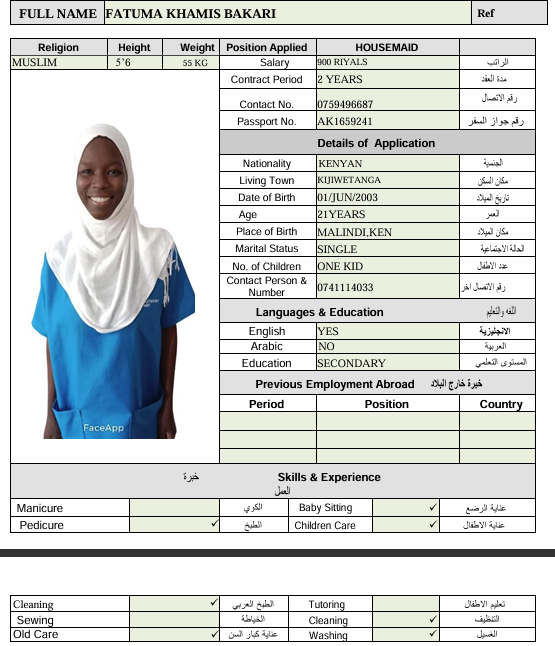 FULL NAME FATUMA KHAMIS BAKARI Ref
Religion Height Weight Position Applied HOUSEMAID
MUSLIM 5’6 55 KG Salary 900 RIYALS الراتب
Contract Period 2 YEARS مدة العقد
Contact No. 0759496687 رقم الاتصال
Passport No. AK1659241 رقم جواز السفر
Details of Application
Nationality KENYAN الجنسية
Living Town KIJIWETANGA مكان السكن
Date of Birth 01/JUN/2003 تاريخ الميلاد
Age 21YEARS العمر
Place of Birth MALINDI,KEN مكان الميلاد
Marital Status SINGLE الحالة الاجتماعية
No. of Children ONE KID عدد الاطفال
Contact Person & Number 0741114033 رقم الاتصال اخر
Languages & Education اللغه والتعليم
English YES الانجليزية
Arabic NO العربية
Education SECONDARY المستوى التعلمي
Previous Employment Abroad خبرة خارج البلاد
Period Position Country
FaceApp
خبرة Skills & Experience
العمل
Manicure الكوي Baby Sitting ✓ عناية الرضع
Pedicure ✓ الطبخ Children Care ✓ عناية الاطفال
Cleaning ✓ الطبخ العربي Tutoring تعليم الاطفال
Sewing الخياطة Cleaning ✓ التنظيف
Old Care ✓ عناية كبار السن Washing ✓ الغسيل